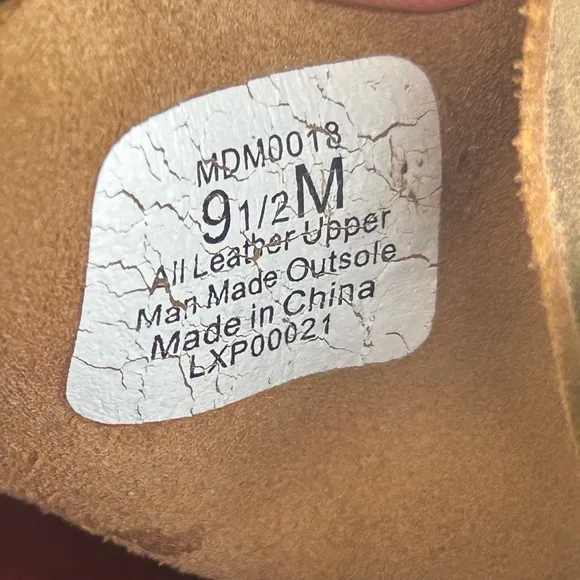 MDM0018
9 1/2 M
All Leather Upper
Man Made Outsole
Made in China
LXP00021